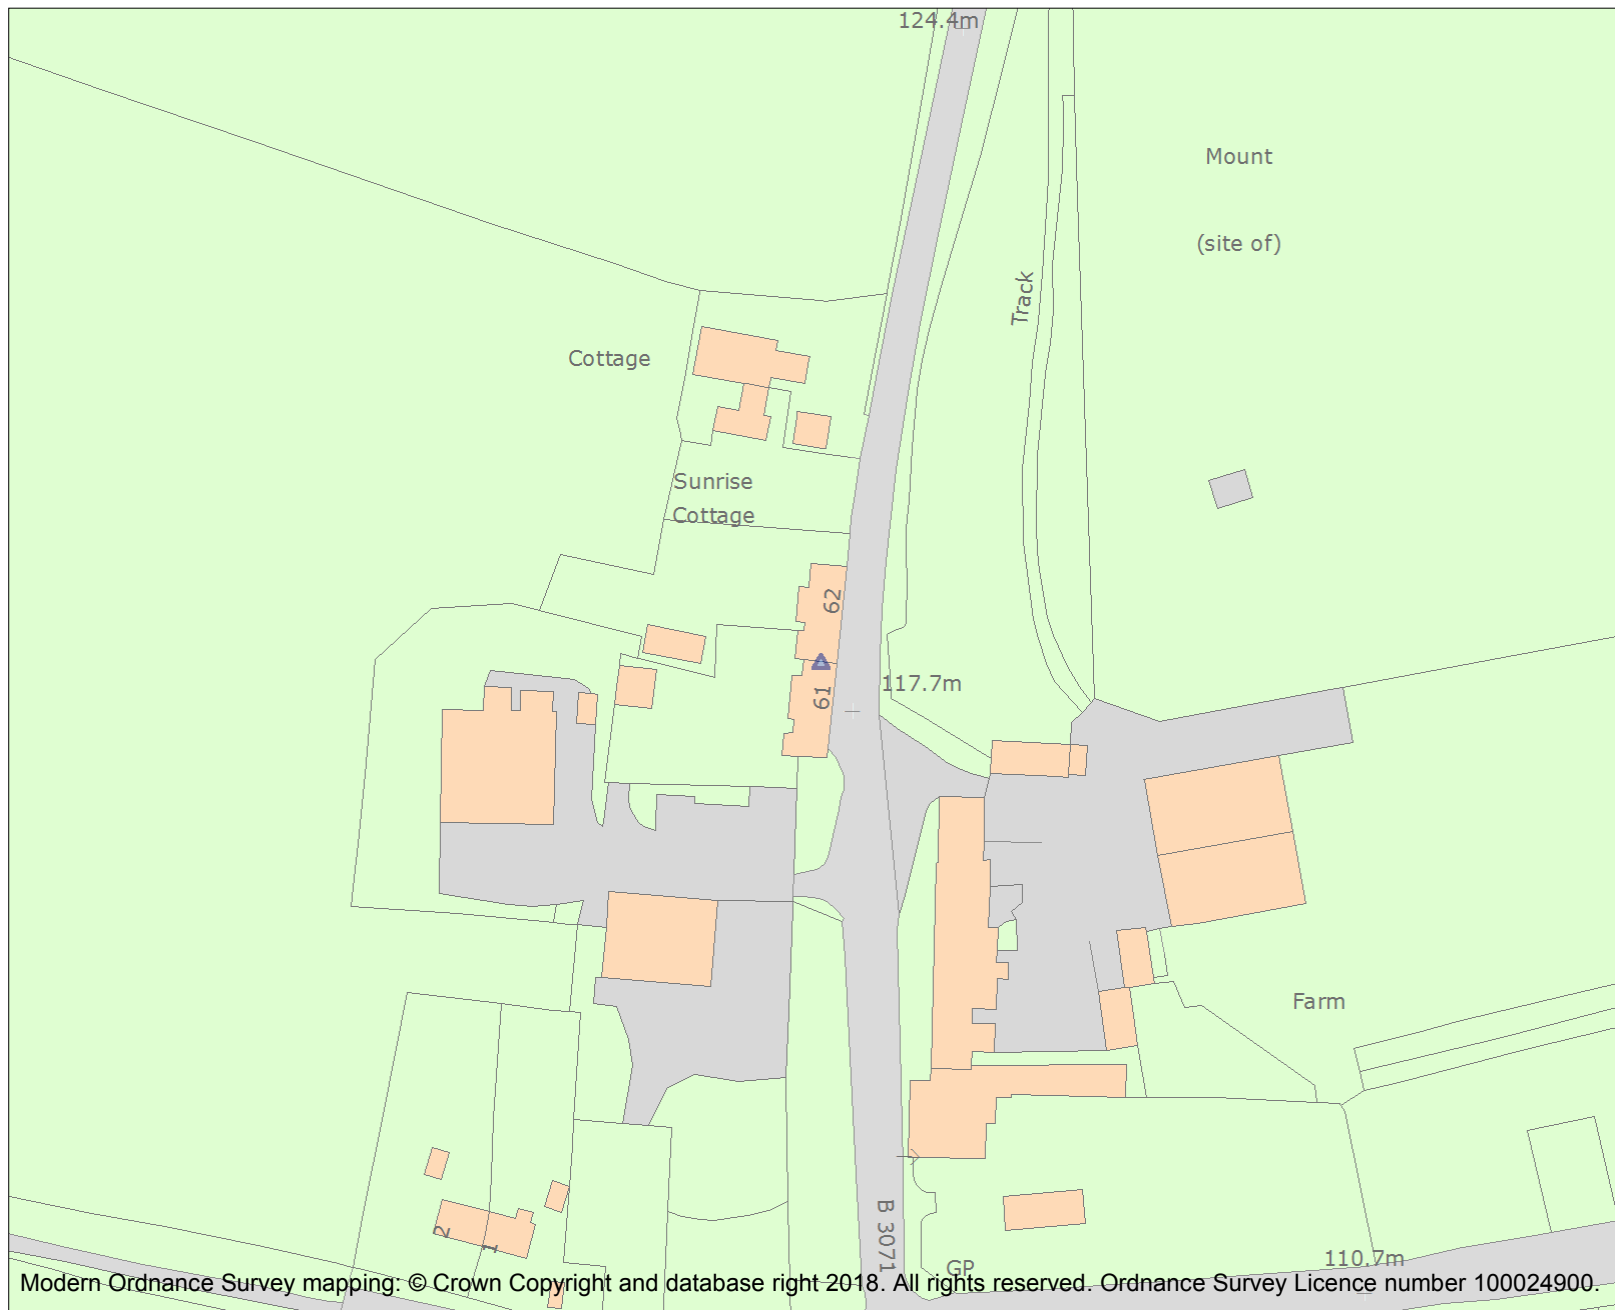 124.4m
Mount
(site of)
Track
Cottage
Sunrise
Cottage
62
61
117.7m
Farm
B 3071
2
1
GP
110.7m
Modern Ordnance Survey mapping: © Crown Copyright and database right 2018. All rights reserved. Ordnance Survey Licence number 100024900.